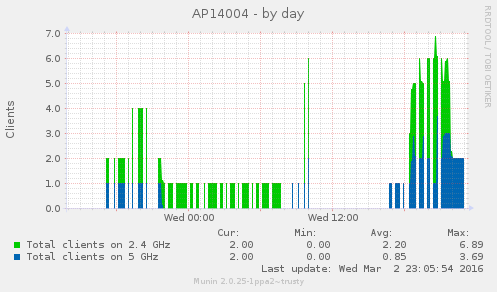 AP14004 - by day
RRDTOOL / TOBI OETIKER
Clients
7.0
6.0
5.0
4.0
3.0
2.0
1.0
0.0
Wed 00:00 Wed 12:00
Cur: Min: Avg: Max:
Total clients on 2.4 GHz 2.00 0.00 2.20 6.89
Total clients on 5 GHz 2.00 0.00 0.85 3.69
Last update: Wed Mar 2 23:05:54 2016
Munin 2.0.25-1ppa2~trusty